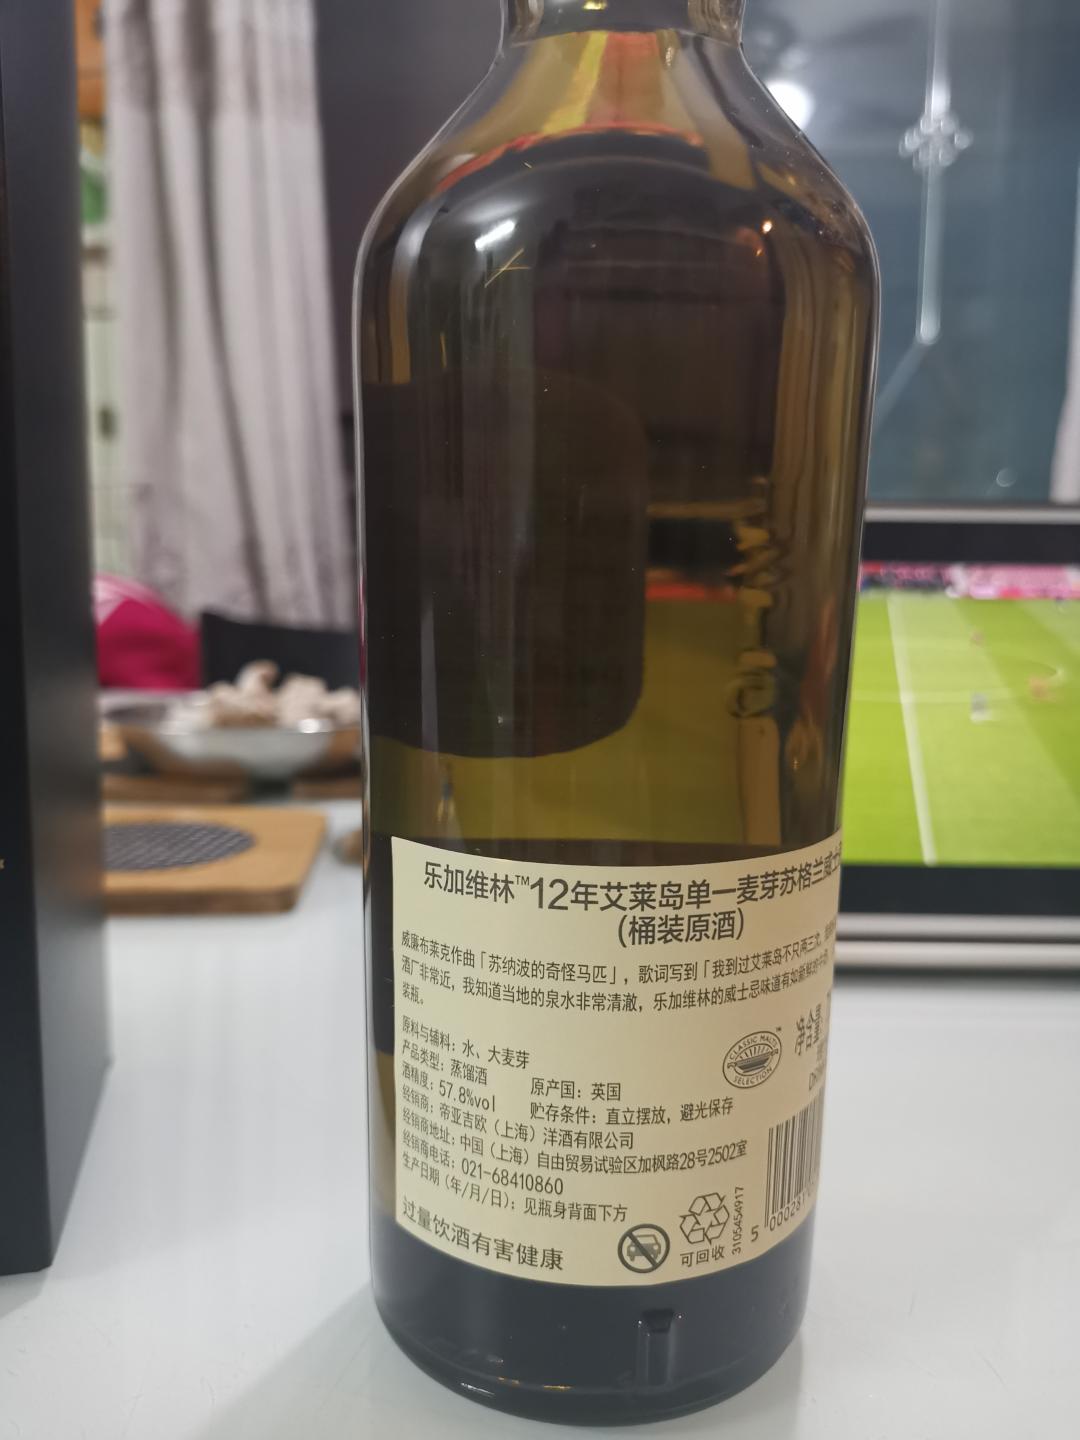 乐加维林™12年艾莱岛单一麦芽苏格兰威士
(桶装原酒)
威廉布莱克作曲「苏纳波的奇怪马匹」,歌词写到「我到过艾莱岛不只两三次,
酒厂非常近,我知道当地的泉水非常清澈,乐加维林的威士忌味道有如新鲜的牛奶
装瓶。
原料与辅料:水、大麦芽
产品类型:蒸馏酒
原产国:英国
酒精度:57.8%vol
贮存条件:直立摆放,避光保存
经销商:帝亚吉欧(上海)洋酒有限公司
经销商地址:中国(上海)自由贸易试验区加枫路28号2502室
经销商电话:021-68410860
生产日期(年/月/日):见瓶身背面下方
过量饮酒有害健康
CLASSIC MALTS
SELECTION
™
净含量:
可回收
3105454917
5 000281